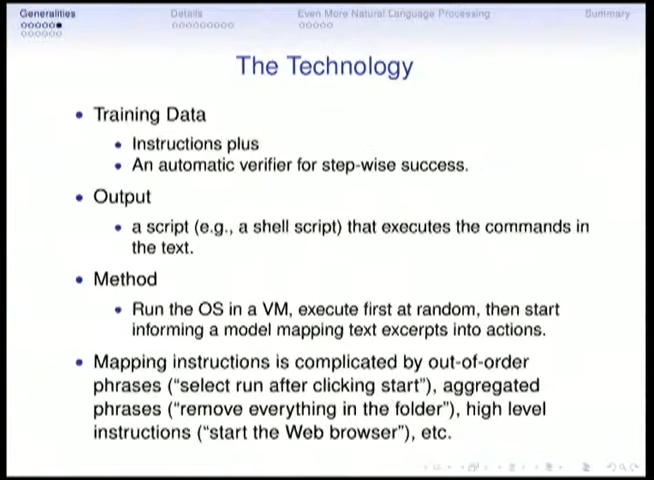 Generalities Details Even More Natural Language Processing Summary
The Technology
• Training Data
• Instructions plus
• An automatic verifier for step-wise success.
• Output
• a script (e.g., a shell script) that executes the commands in
the text.
• Method
• Run the OS in a VM, execute first at random, then start
informing a model mapping text excerpts into actions.
• Mapping instructions is complicated by out-of-order
phrases (“select run after clicking start”), aggregated
phrases (“remove everything in the folder”), high level
instructions (“start the Web browser”), etc.